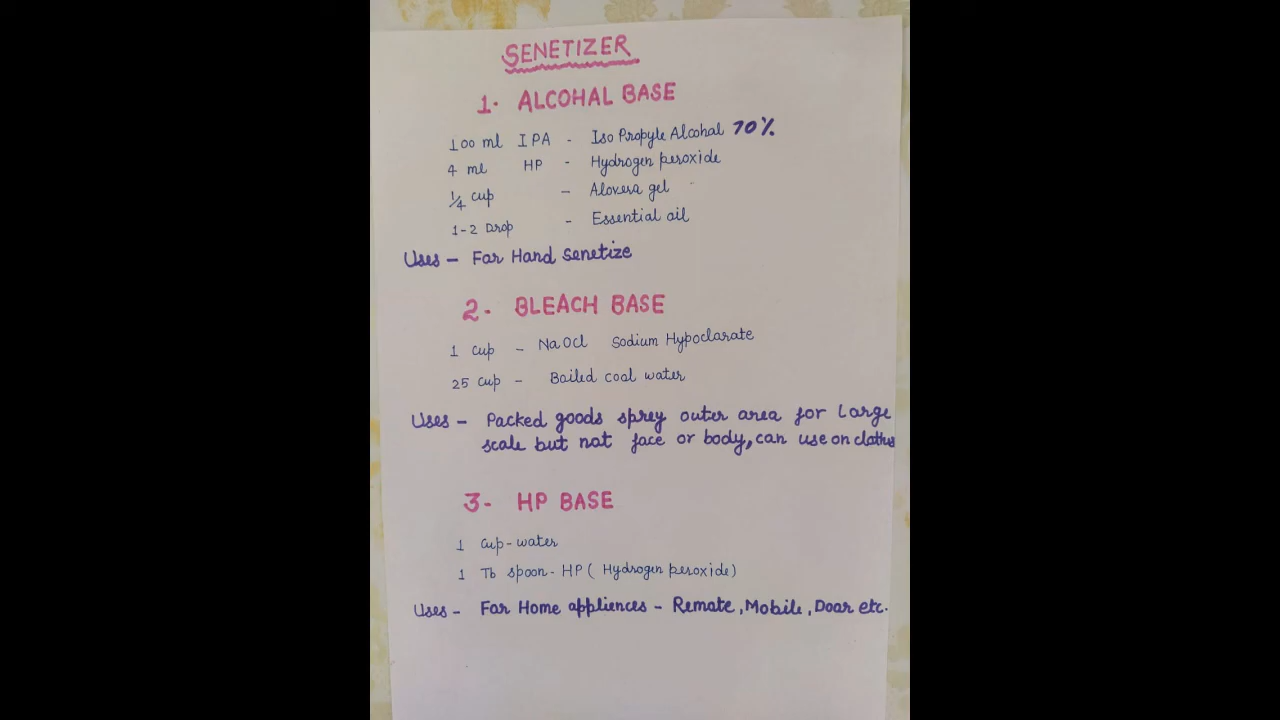 SENETIZER
1- ALCOHAL BASE
100 ml IPA - Iso Propyle Alcohal 70%
4 ml HP - Hydrogen peroxide
1/4 cup - Alovera gel
1-2 Drop - Essential oil
Uses - For Hand Senetize
2- BLEACH BASE
1 cup - NaOCl Sodium Hypoclarate
25 cup - Boiled cool water
Uses - Packed goods sprey outer area for Large
scale but not face or body, can use on cloths
3- HP BASE
1 cup - water
1 Tb spoon - HP ( Hydrogen peroxide)
Uses - For Home appliences - Remote, Mobile, Door etc.